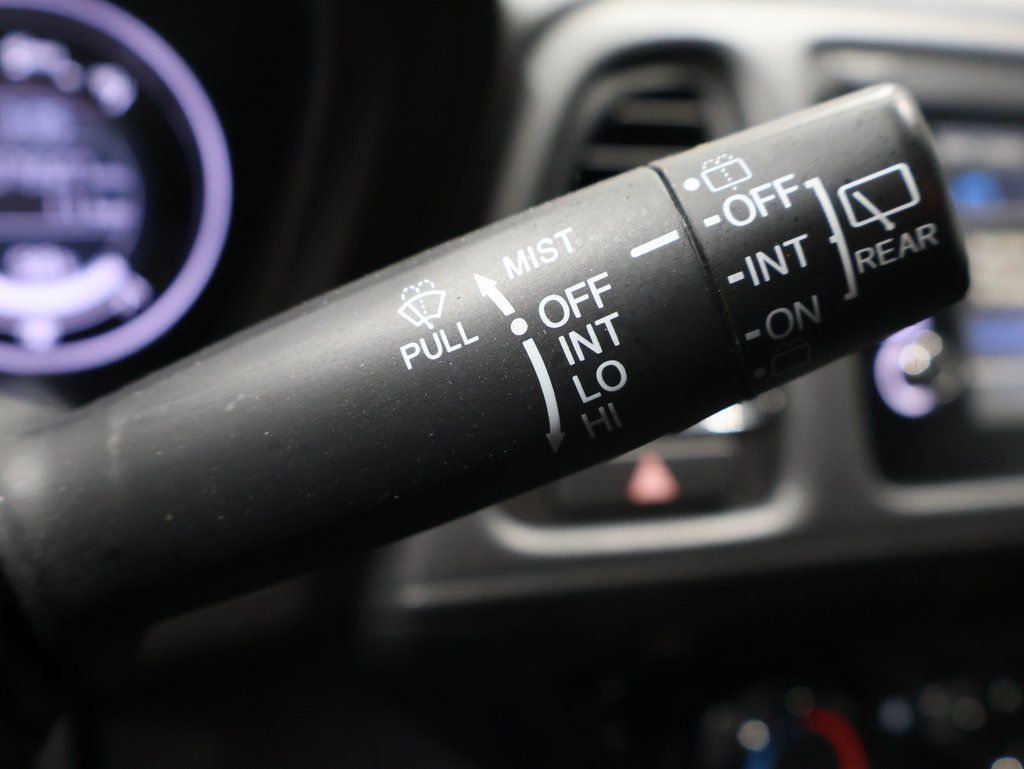 MIST
PULL
OFF
INT
LO
HI
-OFF
-INT
-ON
REAR